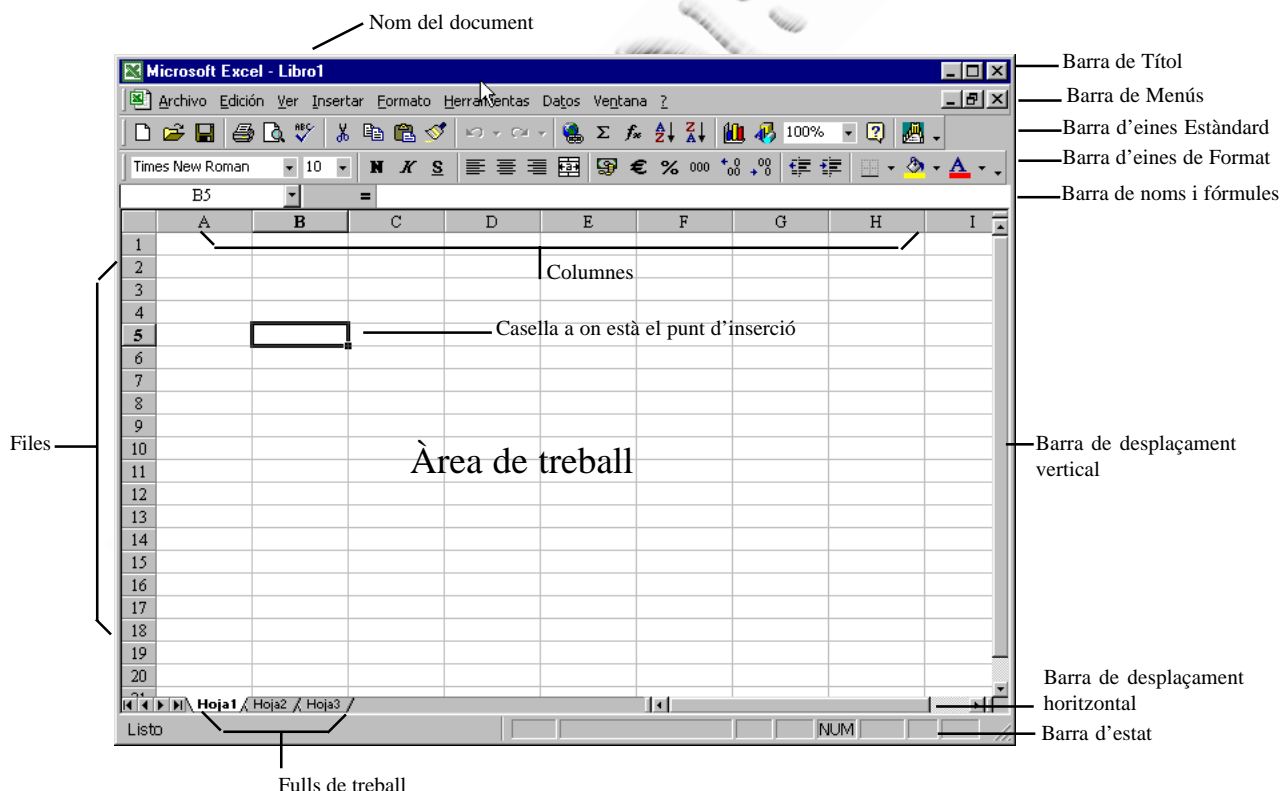 Nom del document
Microsoft Excel - Libro1
Barra de Títol
Archivo Edición Ver Insertar Formato Herramientas Datos Ventana ?
Barra de Menús
ABC Σ fx A Z Z A 100% ?
Barra d'eines Estàndard
Times New Roman 10 N K S € % 000 A
Barra d'eines de Format
B5 =
Barra de noms i fórmules
A B C D E F G H I
1
2
Columnes
3
4
5
Casella a on està el punt d'inserció
6
7
8
9
Files
10
Àrea de treball
Barra de desplaçament
vertical
11
12
13
14
15
16
17
18
19
20
21
Barra de desplaçament
horitzontal
Hoja1 Hoja2 Hoja3
Listo
NUM
Barra d'estat
Fulls de treball